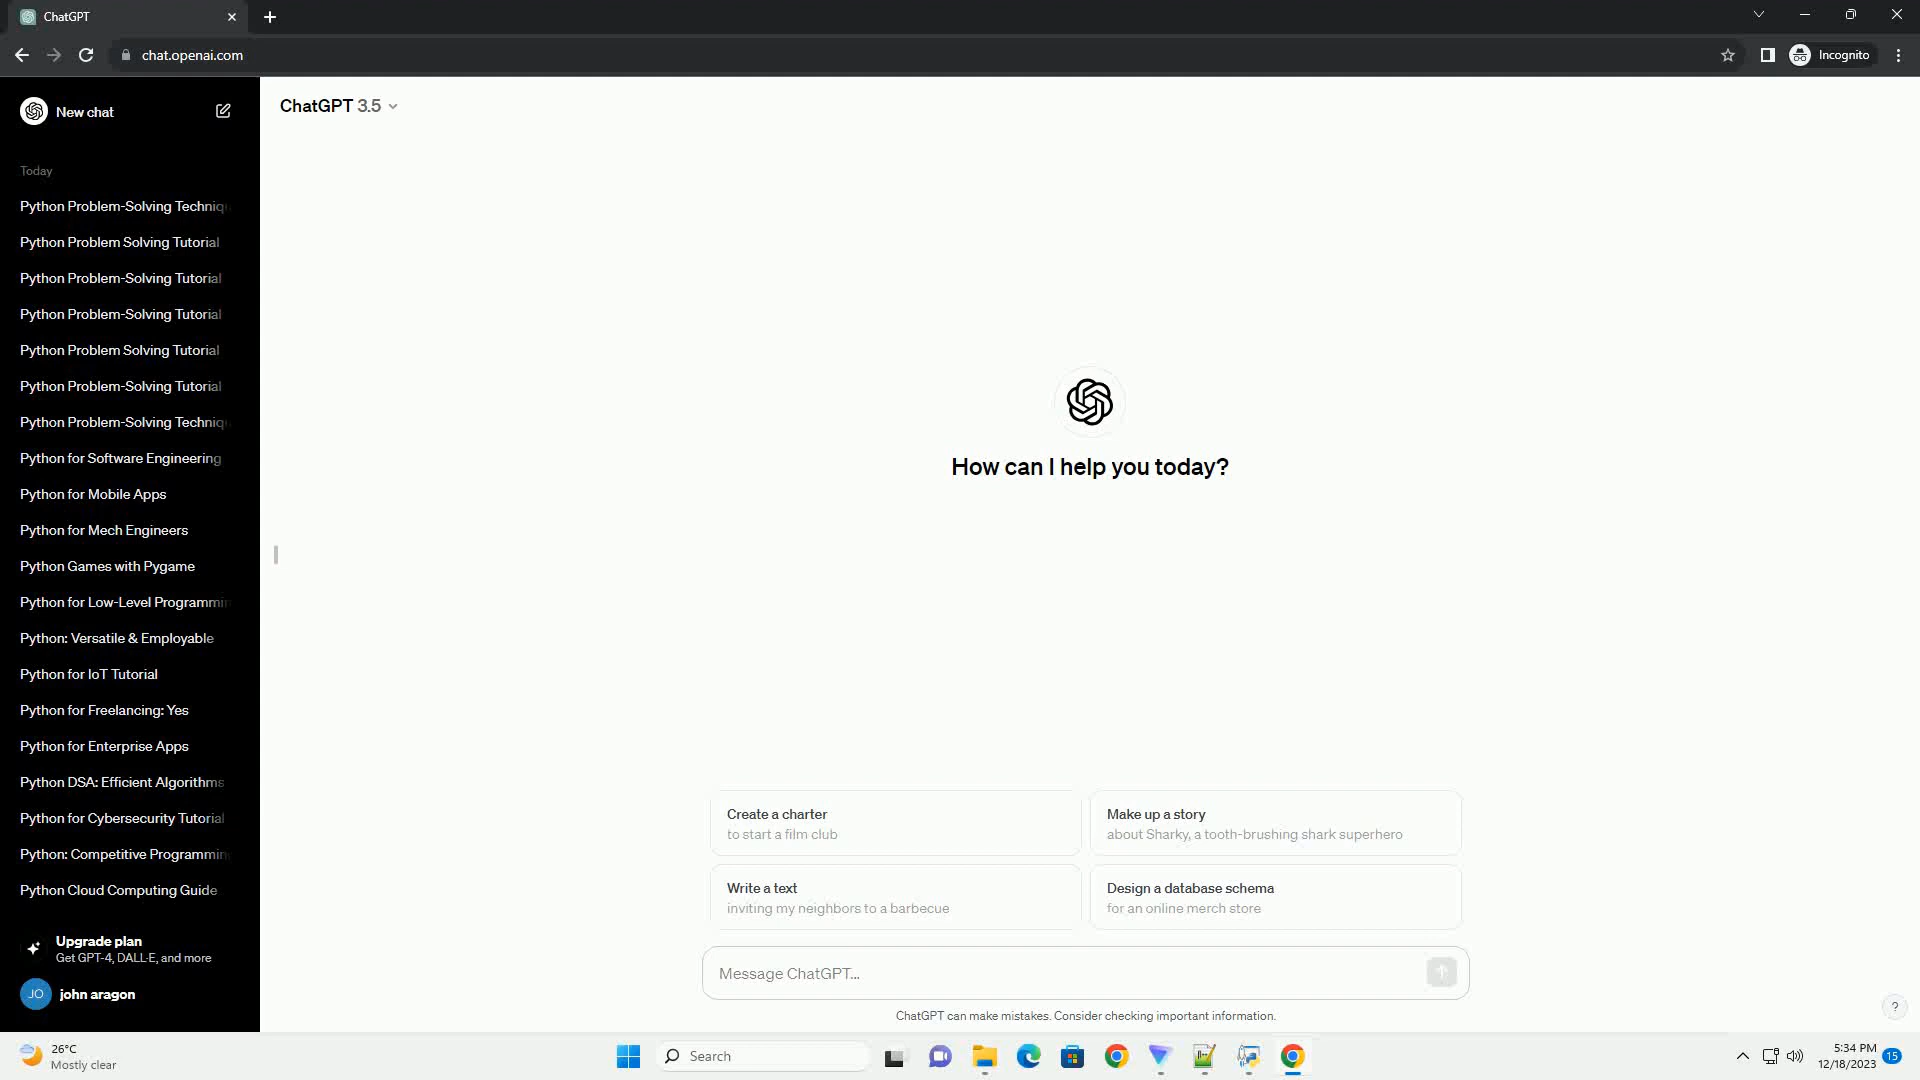 ChatGPT
chat.openai.com
Incognito
New chat
ChatGPT 3.5
Today
Python Problem-Solving Techniq
Python Problem Solving Tutorial
Python Problem-Solving Tutorial
Python Problem-Solving Tutorial
Python Problem Solving Tutorial
Python Problem-Solving Tutorial
Python Problem-Solving Techniq
Python for Software Engineering
Python for Mobile Apps
Python for Mech Engineers
Python Games with Pygame
Python for Low-Level Programmin
Python: Versatile & Employable
Python for IoT Tutorial
Python for Freelancing: Yes
Python for Enterprise Apps
Python DSA: Efficient Algorithms
Python for Cybersecurity Tutorial
Python: Competitive Programmin
Python Cloud Computing Guide
Upgrade plan
Get GPT-4, DALL·E, and more
JO john aragon
How can I help you today?
Create a charter
to start a film club
Make up a story
about Sharky, a tooth-brushing shark superhero
Write a text
inviting my neighbors to a barbecue
Design a database schema
for an online merch store
Message ChatGPT...
ChatGPT can make mistakes. Consider checking important information.
?
26°C
Mostly clear
Search
5:34 PM
12/18/2023
15